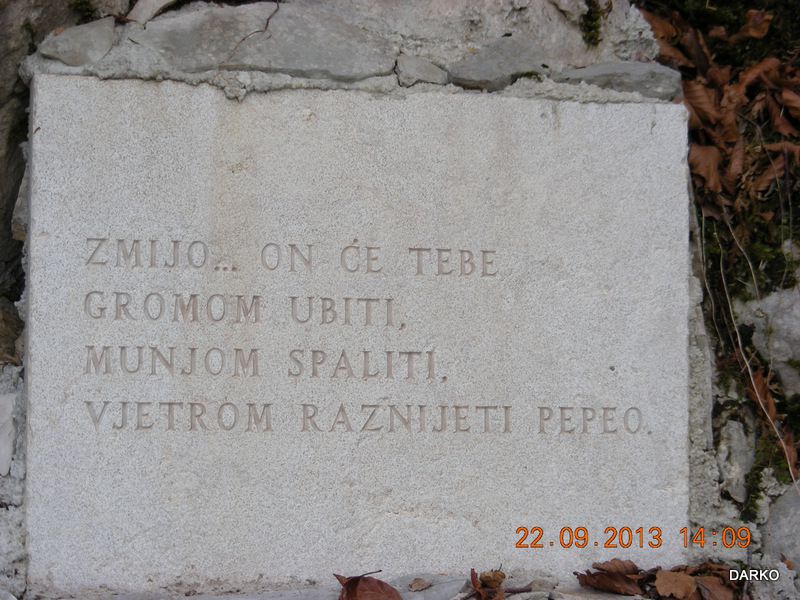 ZMIJO... ON ĆE TEBE
GROMOM UBITI,
MUNJOM SPALITI,
VJETROM RAZNIJETI PEPEO.
22.09.2013 14:09
DARKO